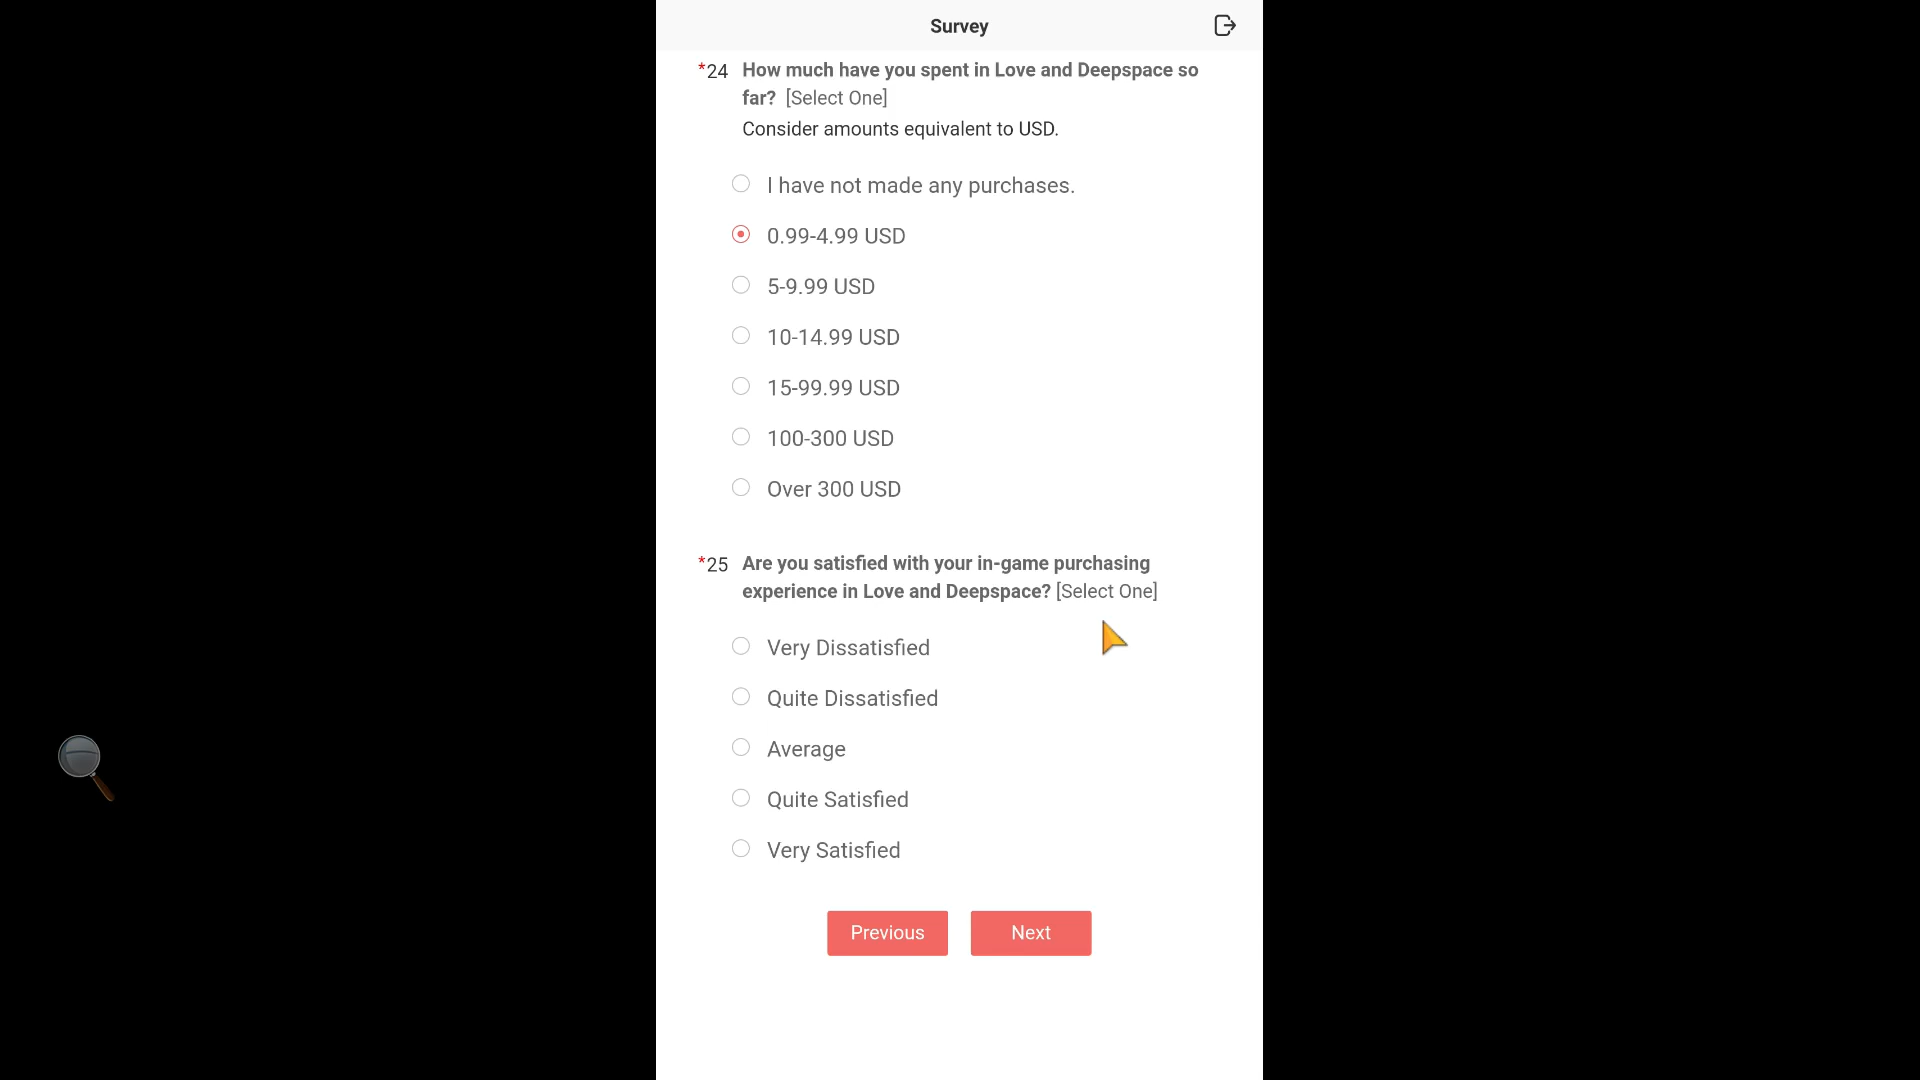 Survey
*24 How much have you spent in Love and Deepspace so
far? [Select One]
Consider amounts equivalent to USD.
I have not made any purchases.
0.99-4.99 USD
5-9.99 USD
10-14.99 USD
15-99.99 USD
100-300 USD
Over 300 USD
*25 Are you satisfied with your in-game purchasing
experience in Love and Deepspace? [Select One]
Very Dissatisfied
Quite Dissatisfied
Average
Quite Satisfied
Very Satisfied
Previous Next